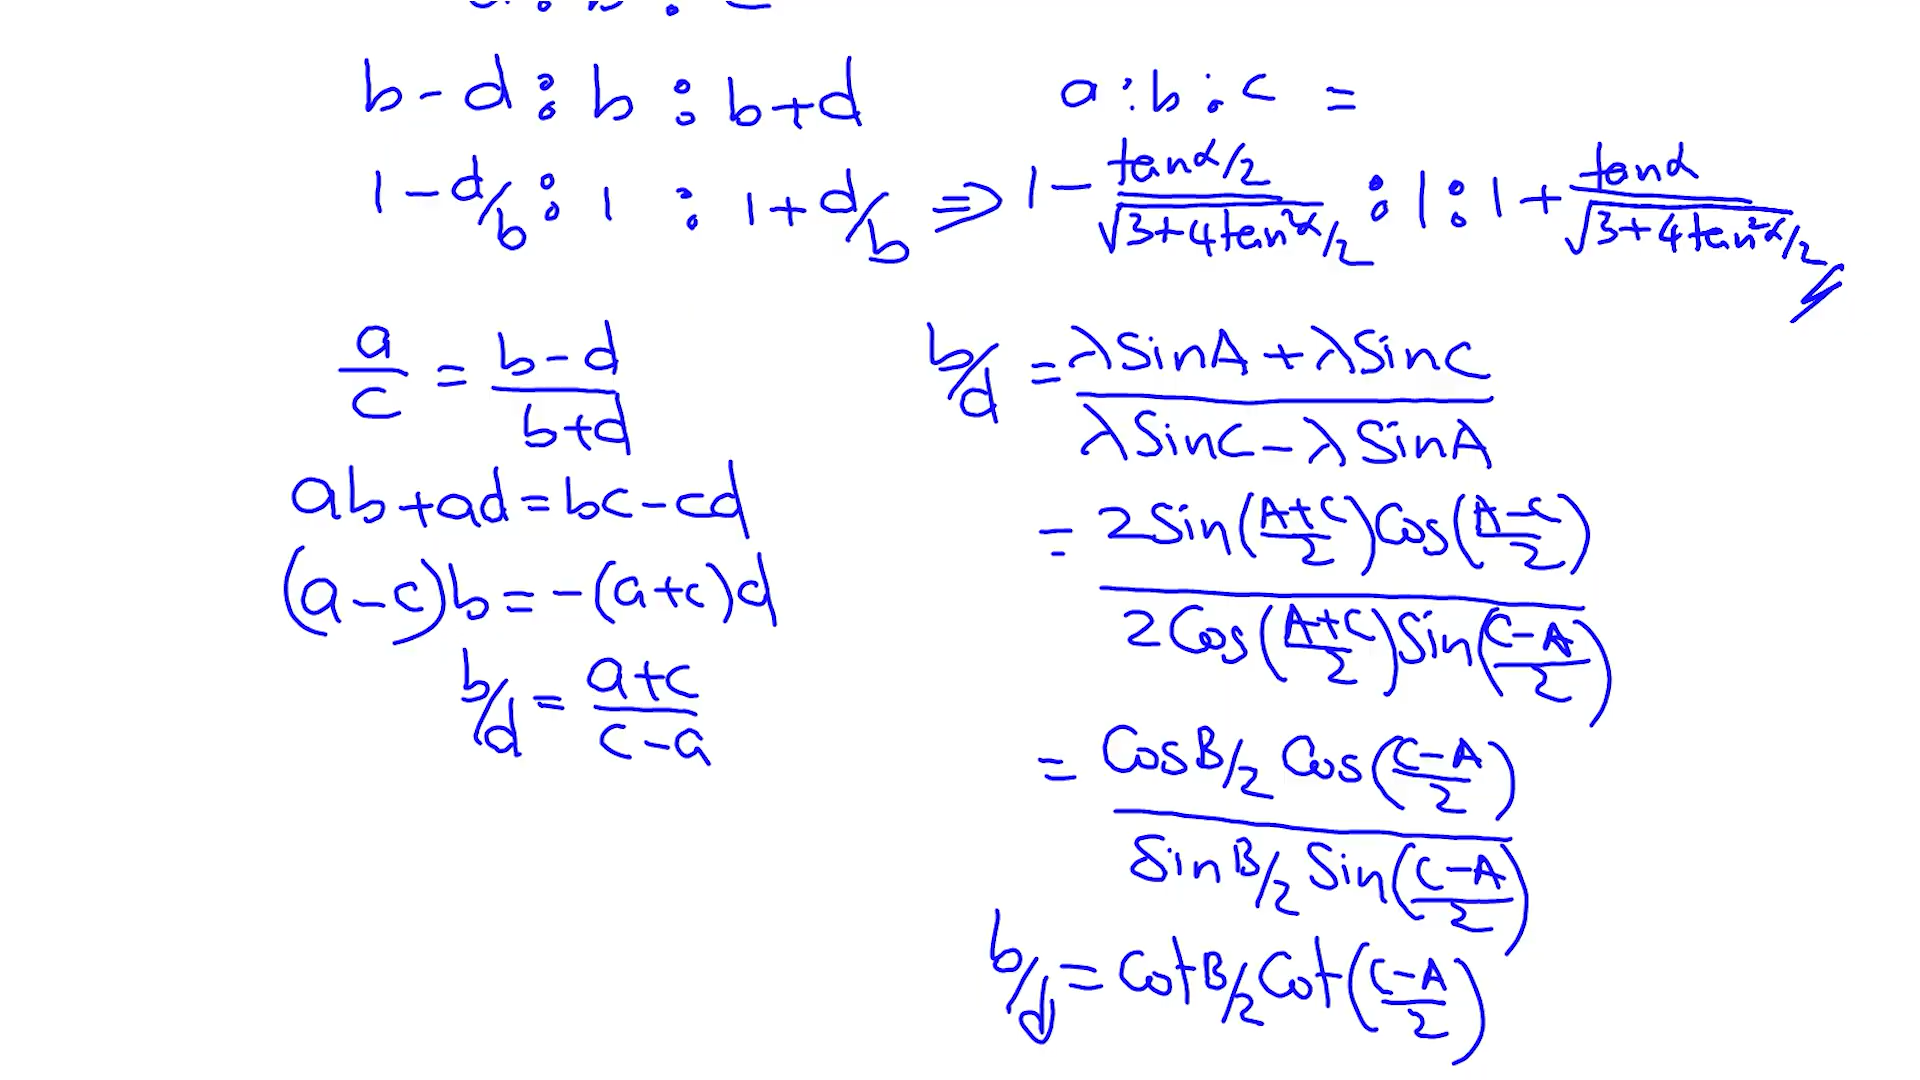 b-d : b : b+d
1-d/b : 1 : 1+d/b
⇒
a : b : c =
1 - tanα/2 / √3+4tan²α/2 : 1 : 1 + tanα / √3+4tan²α/2
a/c = b-d / b+d
ab+ad=bc-cd
(a-c)b=-(a+c)d
b/d = a+c / c-a
b/d = λSinA+λSinC / λSinC-λSinA
= 2Sin(A+C/2)Cos(A-C/2) / 2Cos(A+C/2)Sin(C-A/2)
= CosB/2 Cos(C-A/2) / SinB/2 Sin(C-A/2)
b/d = CotB/2 Cot(C-A/2)